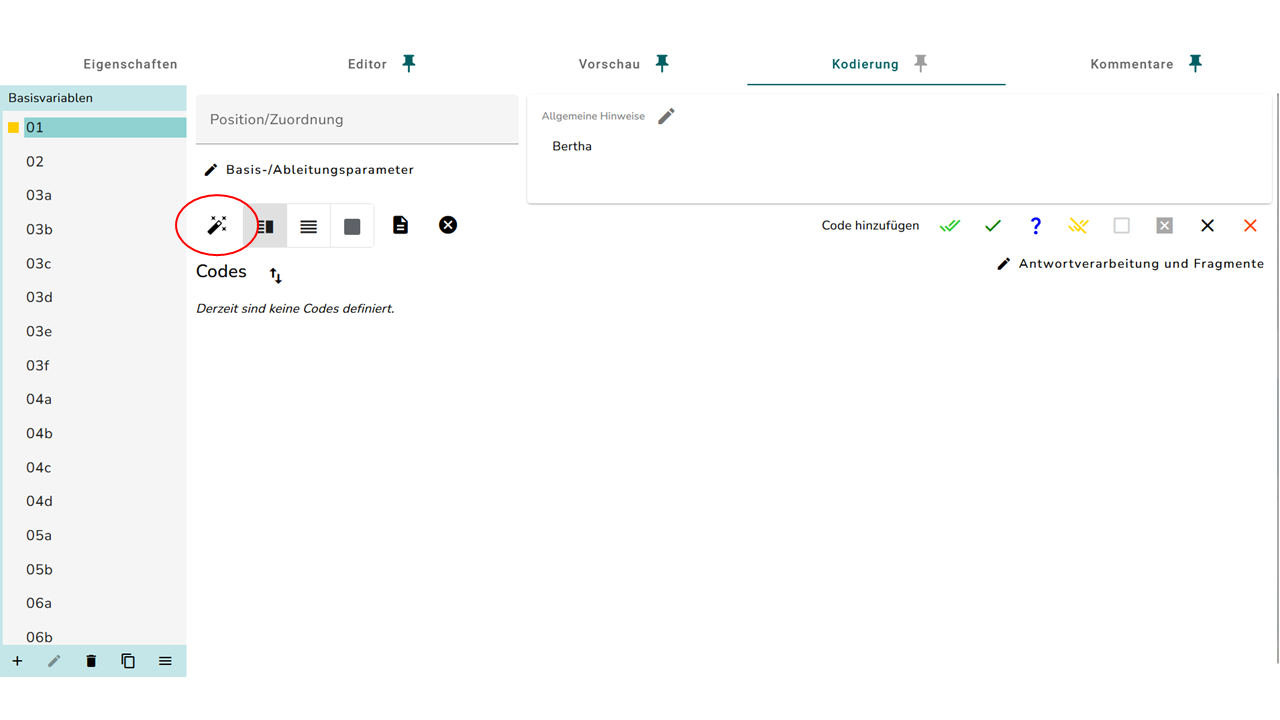 Eigenschaften
Editor
Vorschau
Kodierung
Kommentare
Basisvariablen
01
02
03a
03b
03c
03d
03e
03f
04a
04b
04c
04d
05a
05b
06a
06b
Position/Zuordnung
Basis-/Ableitungsparameter
Allgemeine Hinweise
Bertha
Code hinzufügen
?
Antwortverarbeitung und Fragmente
Codes
Derzeit sind keine Codes definiert.